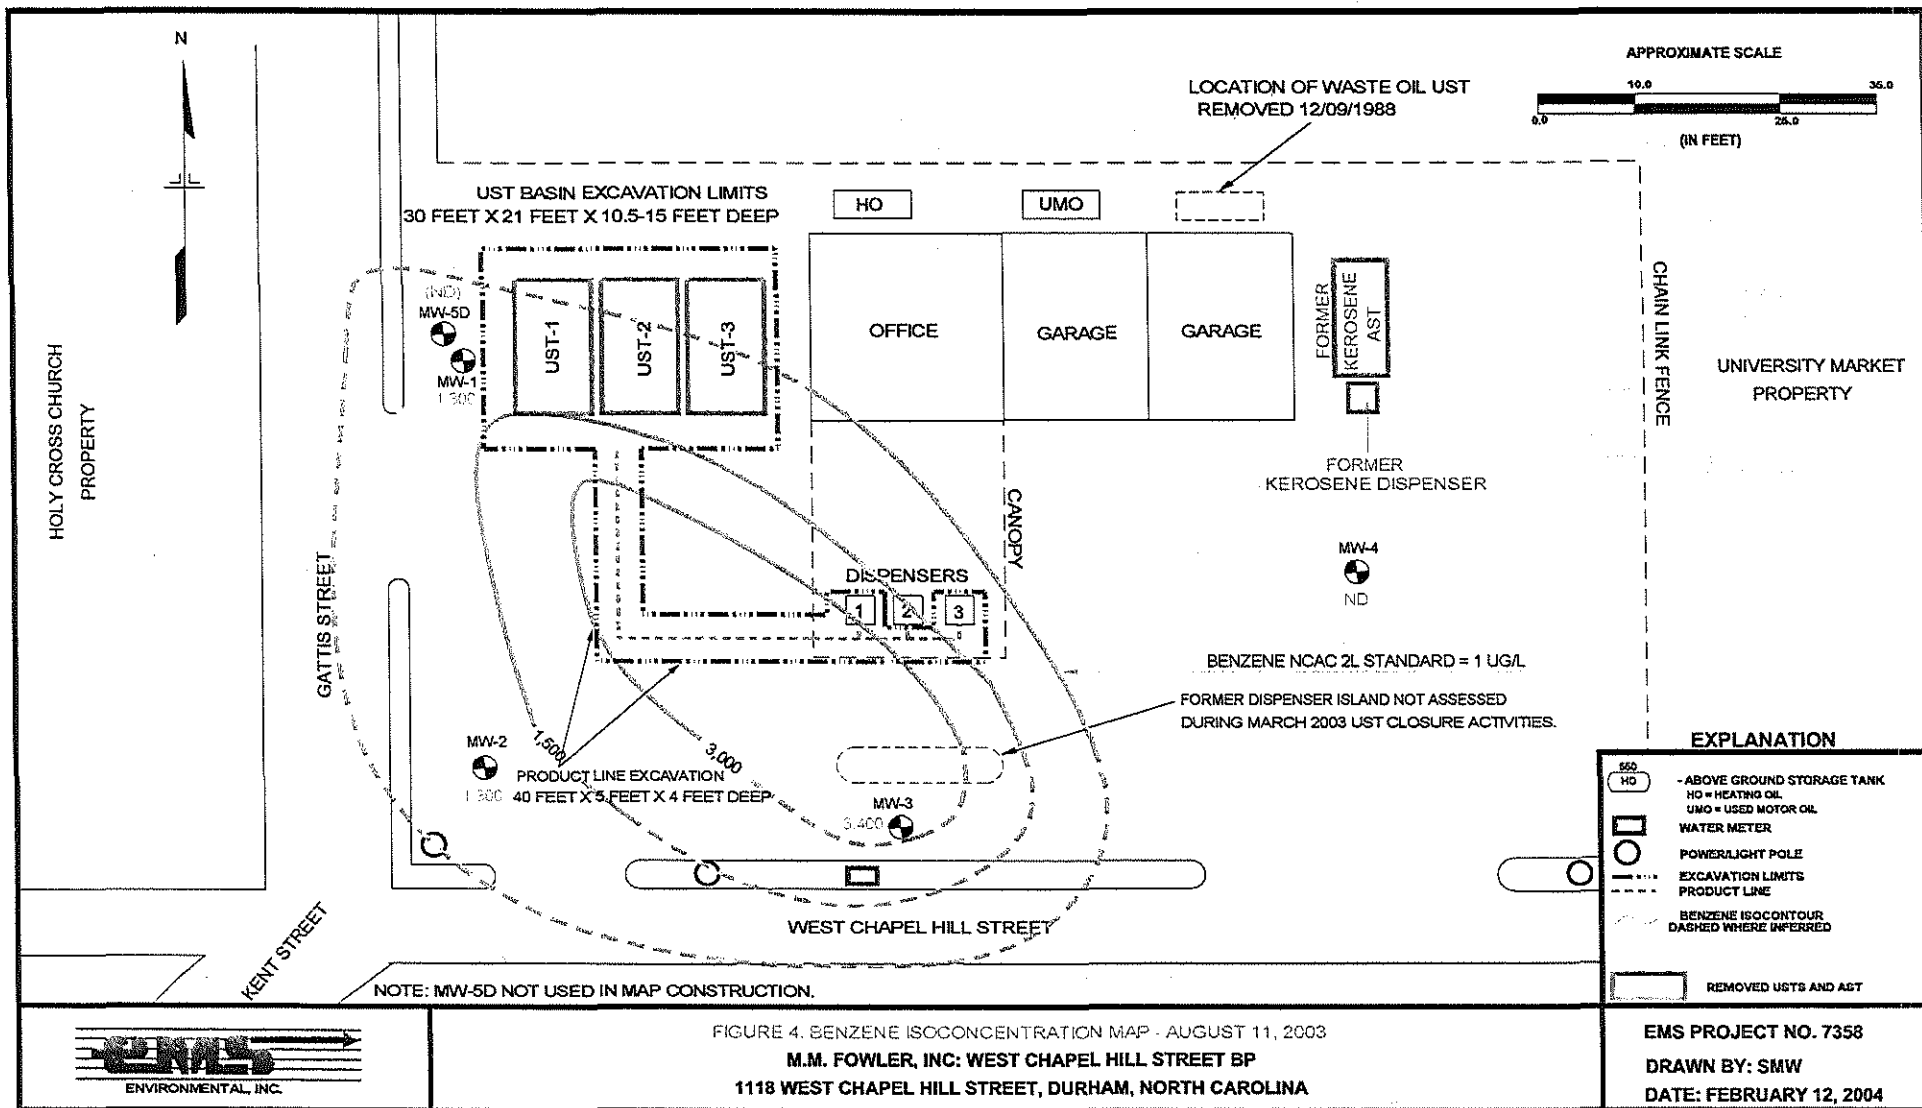 N
APPROXIMATE SCALE
10.0
35.0
0.0
25.0
(IN FEET)
LOCATION OF WASTE OIL UST
REMOVED 12/09/1988
UST BASIN EXCAVATION LIMITS
30 FEET X 21 FEET X 10.5-15 FEET DEEP
HO
UMO
(ND)
MW-5D
MW-1
1,300
UST-1
UST-2
UST-3
OFFICE
GARAGE
GARAGE
FORMER
KEROSENE
AST
CHAIN LINK FENCE
UNIVERSITY MARKET
PROPERTY
HOLY CROSS CHURCH
PROPERTY
FORMER
KEROSENE DISPENSER
CANOPY
GATTIS STREET
MW-4
ND
DISPENSERS
1
2
3
BENZENE NCAC 2L STANDARD = 1 UG/L
FORMER DISPENSER ISLAND NOT ASSESSED
DURING MARCH 2003 UST CLOSURE ACTIVITIES.
1,500
3,000
MW-2
PRODUCT LINE EXCAVATION
40 FEET X 5 FEET X 4 FEET DEEP
MW-3
3,400
WEST CHAPEL HILL STREET
KENT STREET
NOTE: MW-5D NOT USED IN MAP CONSTRUCTION.
EXPLANATION
550
HO
- ABOVE GROUND STORAGE TANK
HO = HEATING OIL
UMO = USED MOTOR OIL
WATER METER
POWER/LIGHT POLE
EXCAVATION LIMITS
PRODUCT LINE
BENZENE ISOCONTOUR
DASHED WHERE INFERRED
REMOVED USTS AND AST
EMS
ENVIRONMENTAL, INC.
FIGURE 4. BENZENE ISOCONCENTRATION MAP - AUGUST 11, 2003
M.M. FOWLER, INC: WEST CHAPEL HILL STREET BP
1118 WEST CHAPEL HILL STREET, DURHAM, NORTH CAROLINA
EMS PROJECT NO. 7358
DRAWN BY: SMW
DATE: FEBRUARY 12, 2004